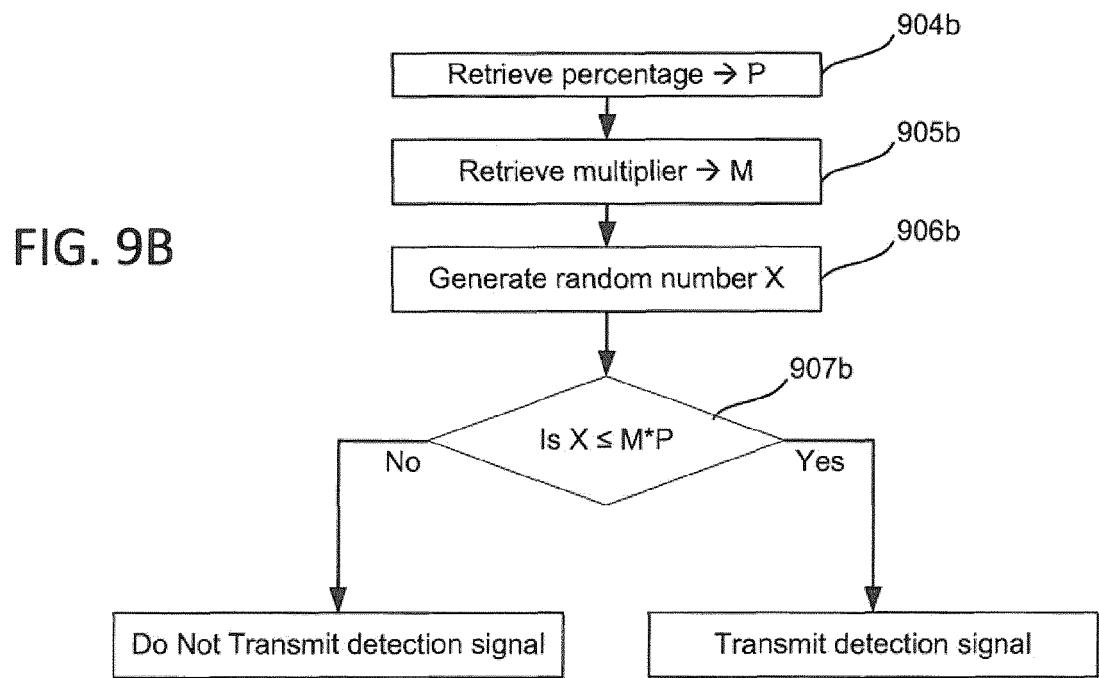 904b
Retrieve percentage → P
905b
Retrieve multiplier → M
906b
FIG. 9B
Generate random number X
907b
Is X ≤ M*P
No
Yes
Do Not Transmit detection signal
Transmit detection signal